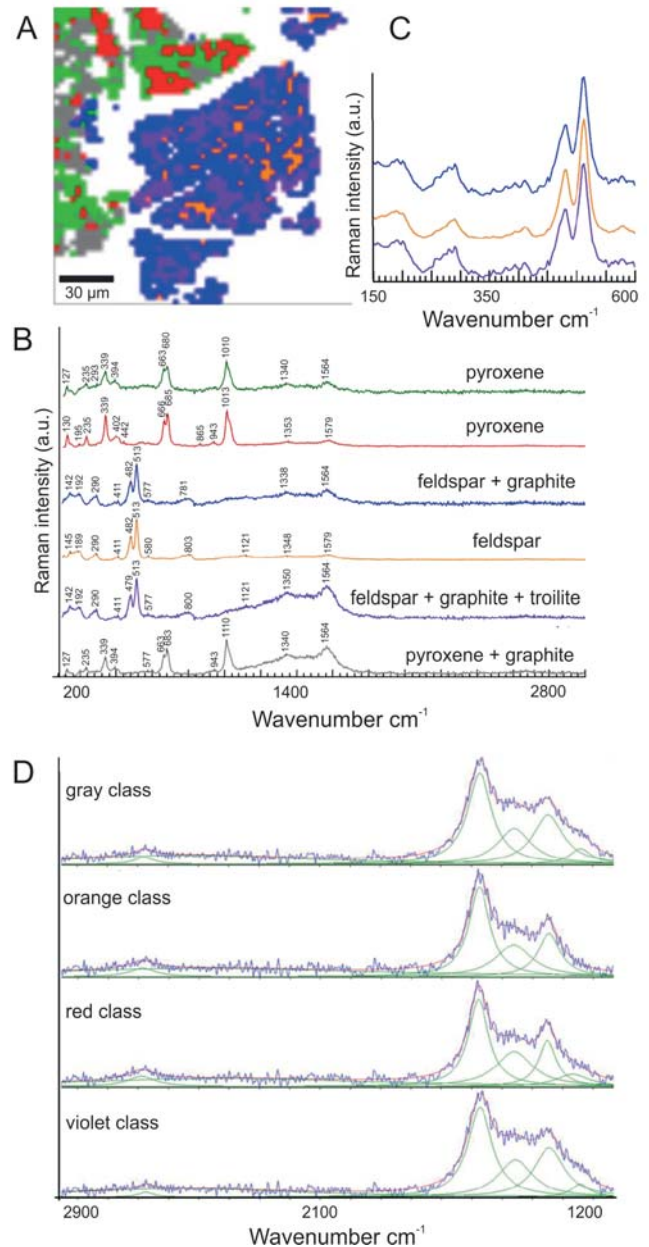 A
30 µm
C
Raman intensity (a.u.)
150 350 600
Wavenumber cm-1
B
Raman intensity (a.u.)
127 235 293 339 394 663 680 1010 1340 1564
pyroxene
130 195 235 339 402 442 666 685 865 943 1013 1353 1579
pyroxene
142 192 290 411 482 513 577 781 1338 1564
feldspar + graphite
145 189 290 411 482 513 580 803 1121 1348 1579
feldspar
142 192 290 411 479 513 577 800 1121 1350 1564
feldspar + graphite + troilite
127 235 339 394 577 663 683 943 1110 1340 1564
pyroxene + graphite
200 1400 2800
Wavenumber cm-1
D
gray class
orange class
red class
violet class
2900 2100 1200
Wavenumber cm-1